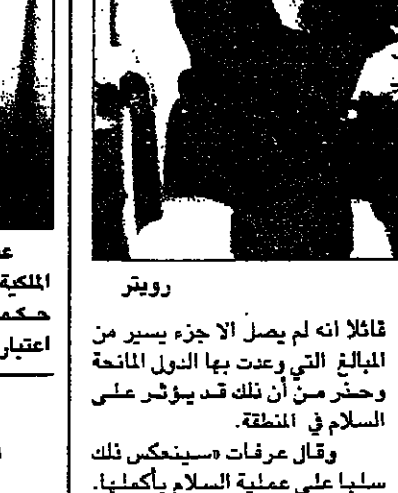 رويتر
قائلا انه لم يصل الا جزء يسير من
المبالغ التي وعدت بها الدول المانحة
وحذر من أن ذلك قد يؤثر على
السلام في المنطقة.
وقال عرفات «سينعكس ذلك
سلبا على عملية السلام بأكملها.
الملكية
حكم
اعتبار